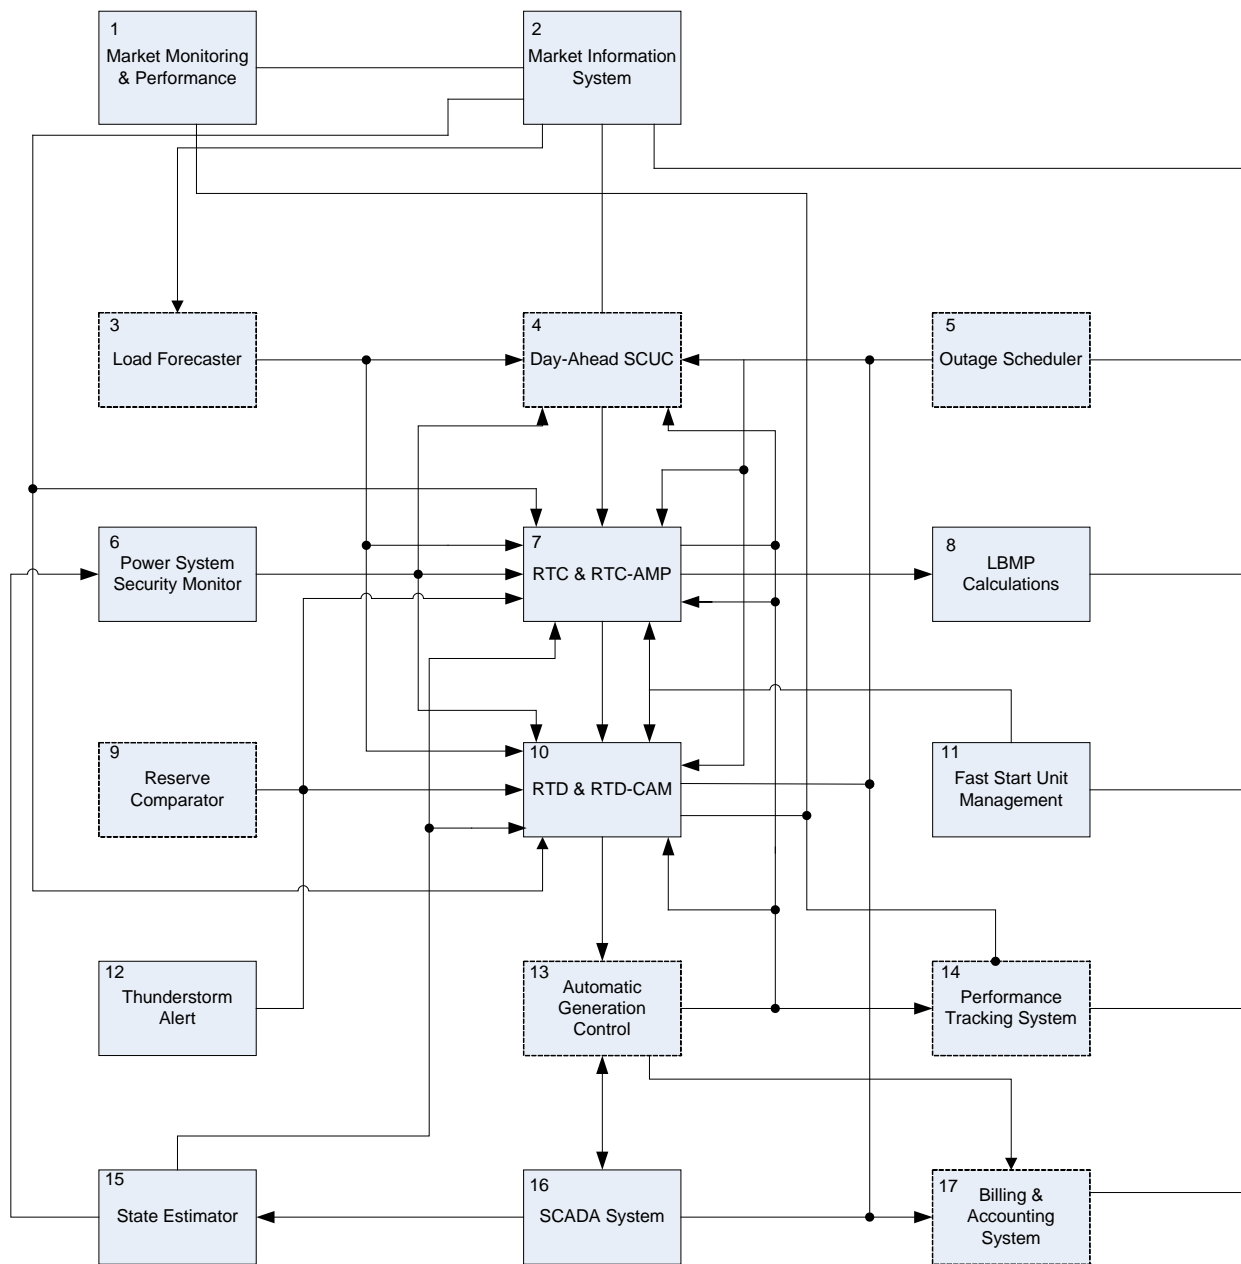 1
Market Monitoring
& Performance
2
Market Information
System
3
Load Forecaster
4
Day-Ahead SCUC
5
Outage Scheduler
6
Power System
Security Monitor
7
RTC & RTC-AMP
8
LBMP
Calculations
9
Reserve
Comparator
10
RTD & RTD-CAM
11
Fast Start Unit
Management
12
Thunderstorm
Alert
13
Automatic
Generation
Control
14
Performance
Tracking System
15
State Estimator
16
SCADA System
17
Billing &
Accounting
System